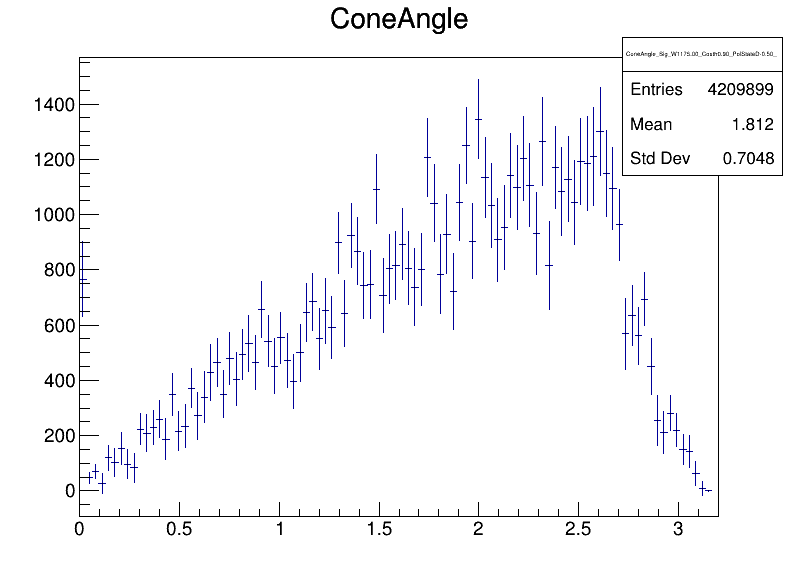 ConeAngle
ConeAngle_Sig_W1175.00_Costh0.90_PolStateD-0.50_
Entries 4209899
Mean 1.812
Std Dev 0.7048
1400
1200
1000
800
600
400
200
0
0 0.5 1 1.5 2 2.5 3